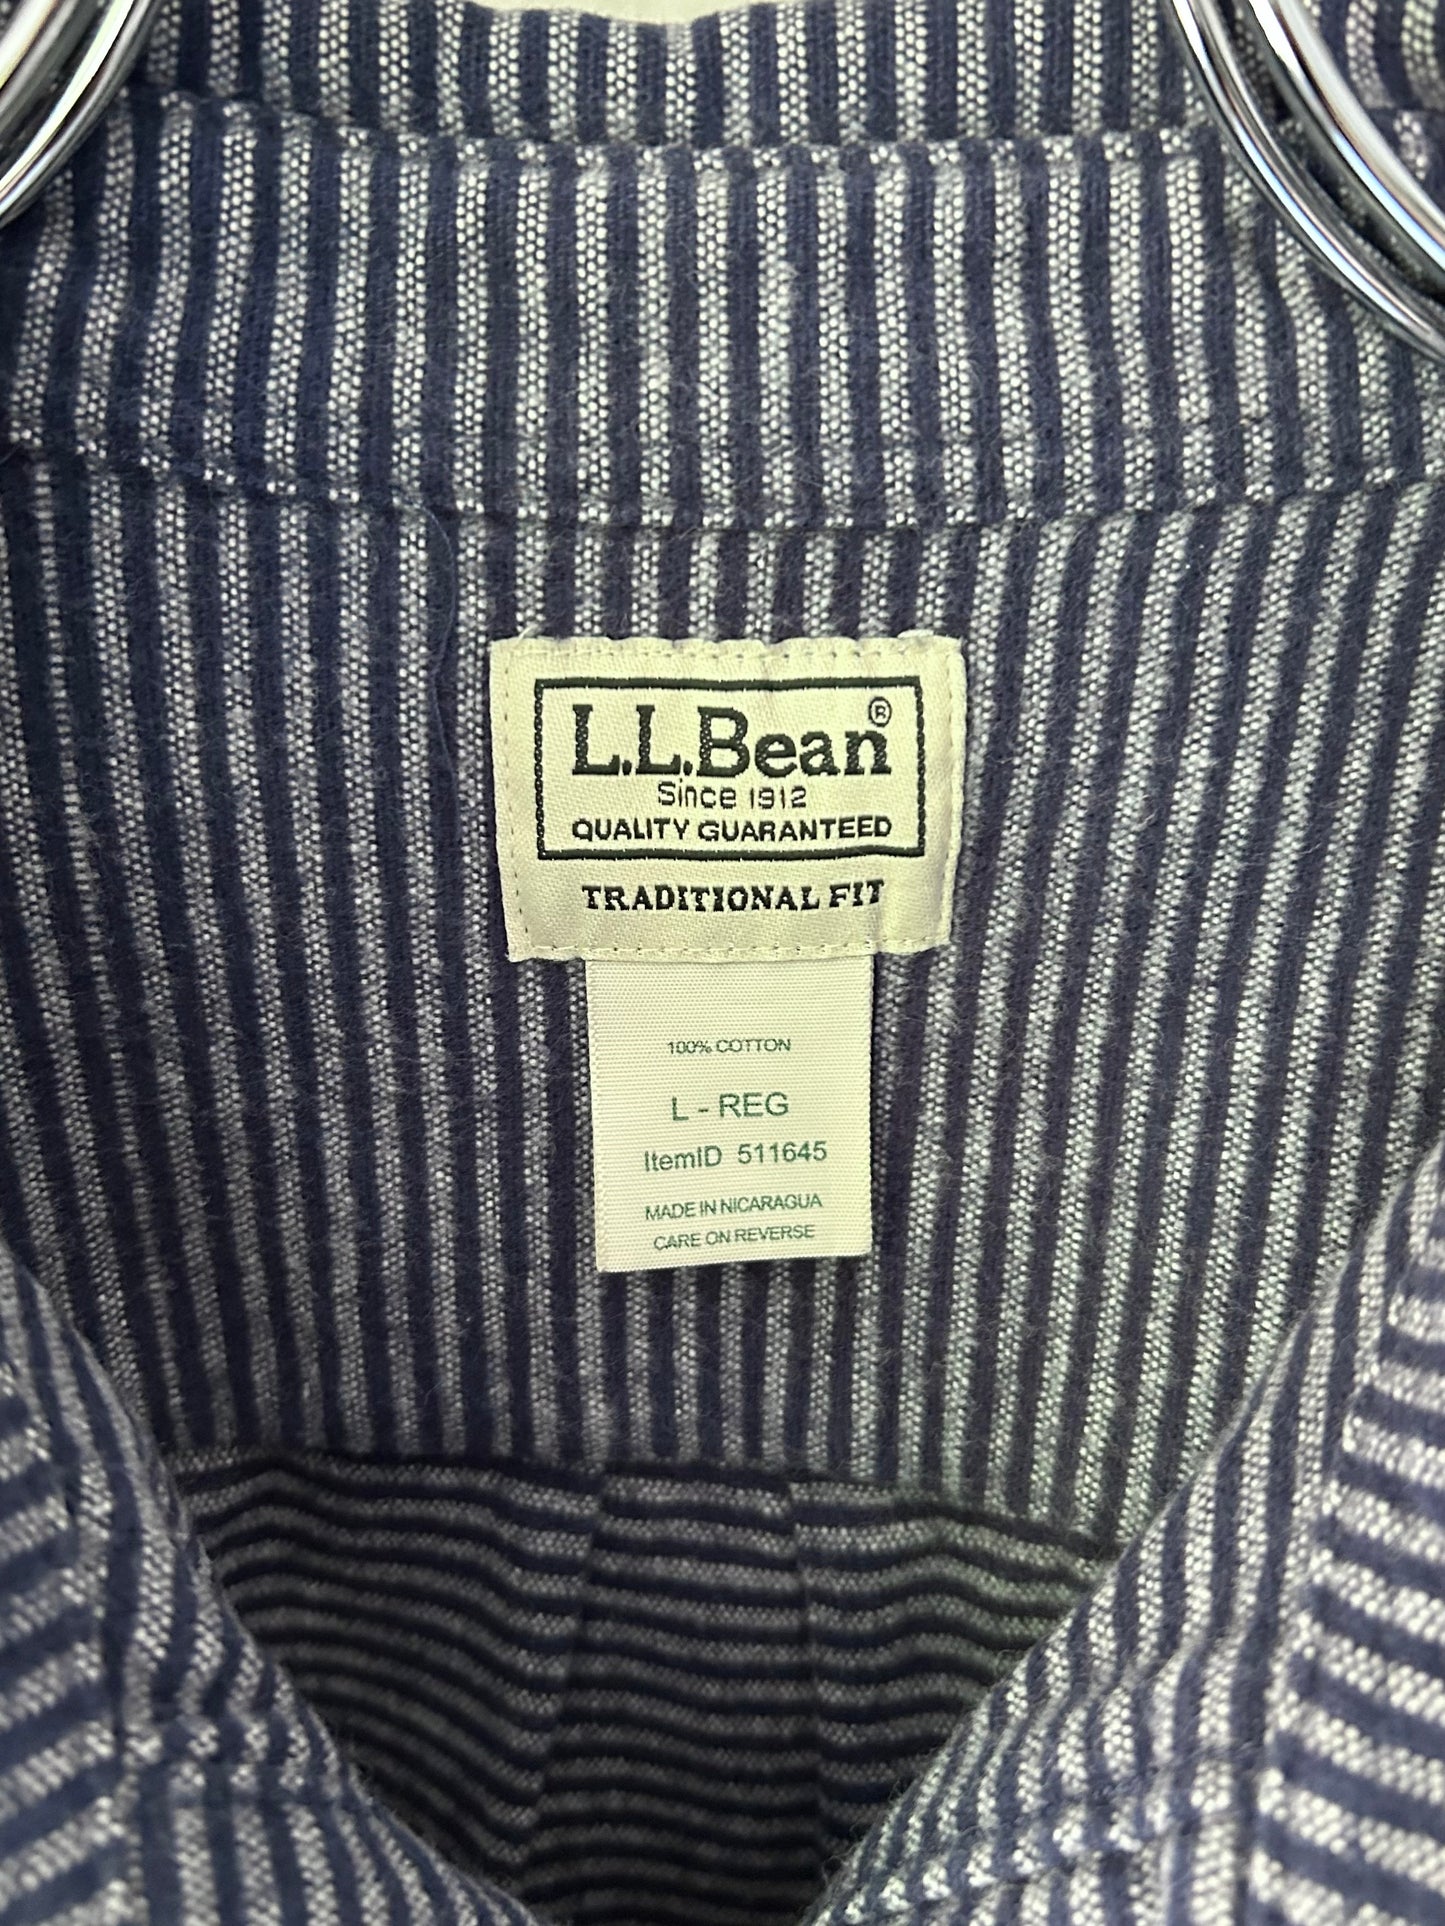 L.L.Bean®
Since 1912
QUALITY GUARANTEED
TRADITIONAL FIT
100% COTTON
L - REG
ItemID 511645
MADE IN NICARAGUA
CARE ON REVERSE